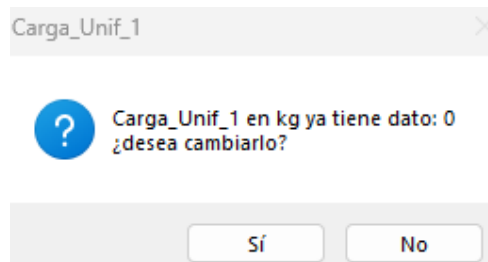 Carga_Unif_1
Carga_Unif_1 en kg ya tiene dato: 0
¿desea cambiarlo?
Sí
No